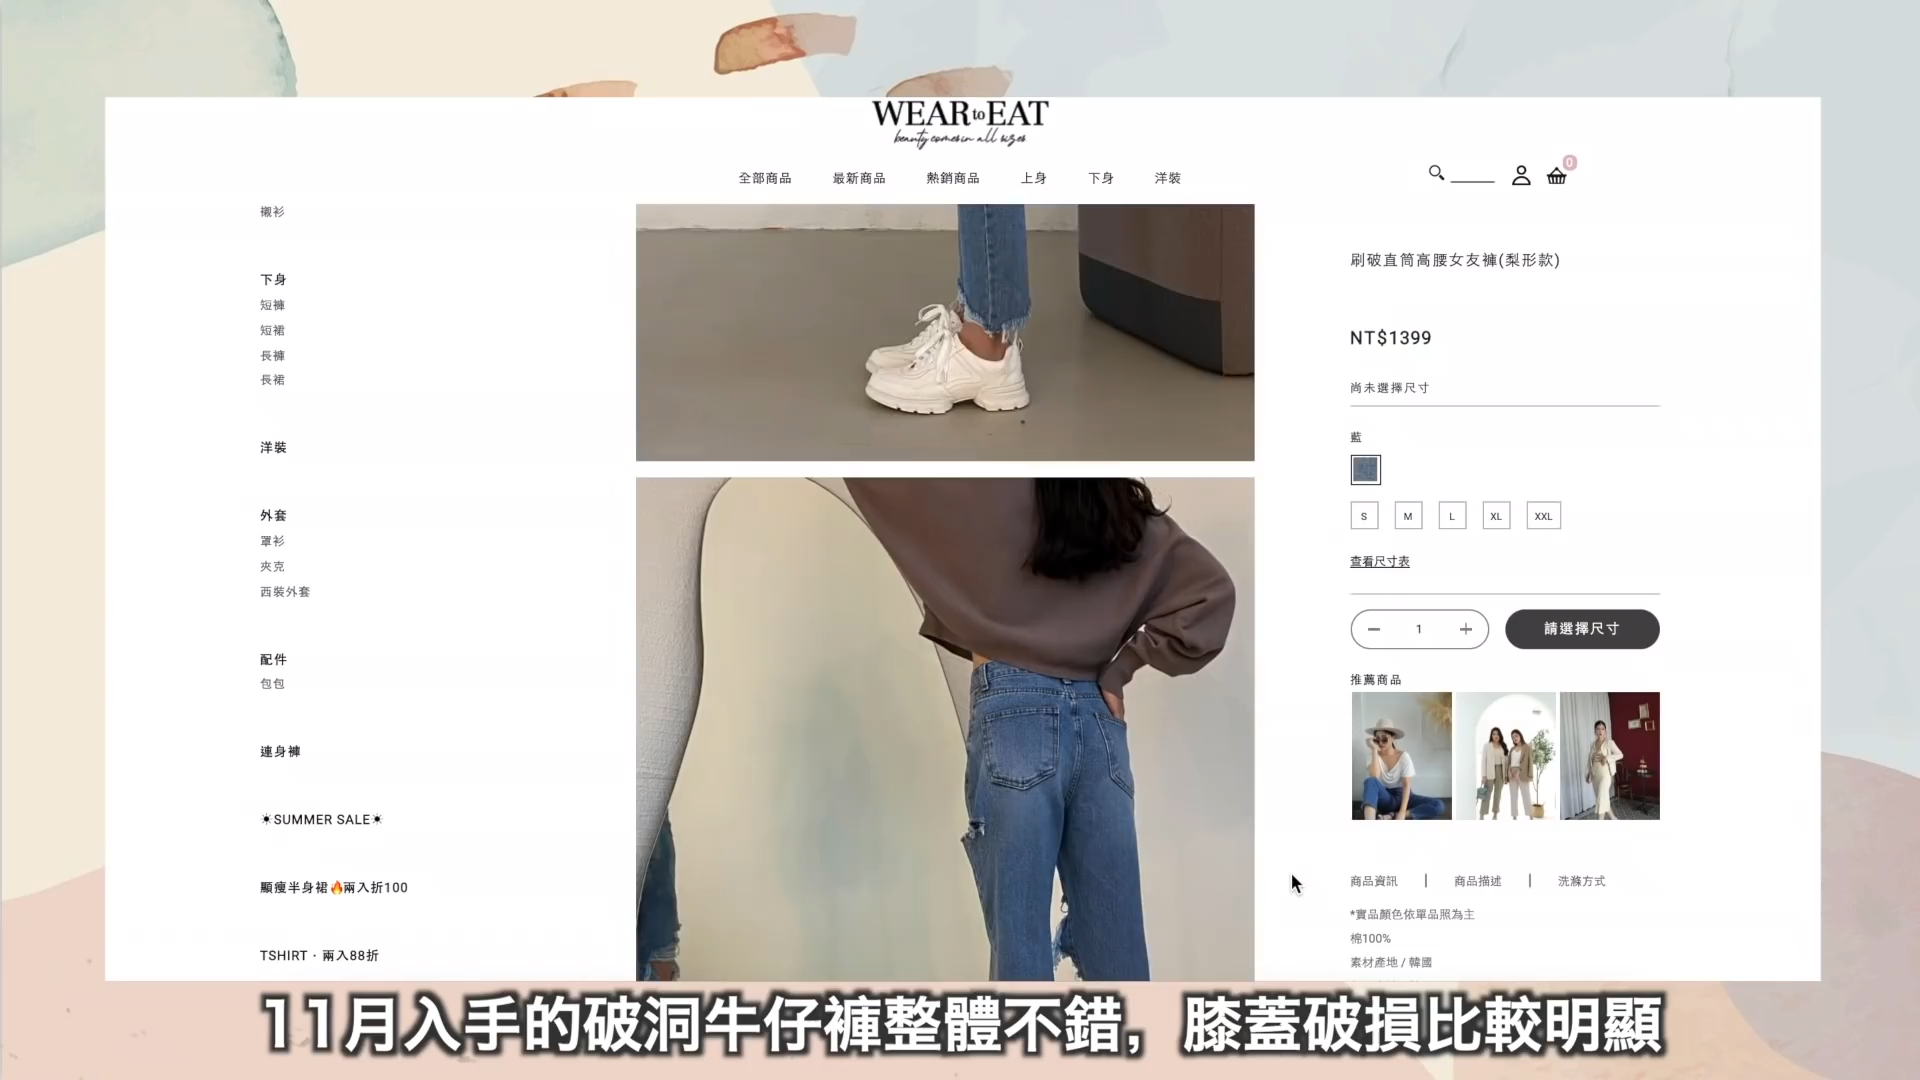 WEAR to EAT
beauty comes in all sizes
全部商品 最新商品 熱銷商品 上身 下身 洋裝
0
襯衫
下身
短褲
短裙
長褲
長裙
洋裝
外套
罩衫
夾克
西裝外套
配件
包包
連身褲
☀SUMMER SALE☀
顯瘦半身裙🔥兩入折100
TSHIRT · 兩入88折
刷破直筒高腰女友褲(梨形款)
NT$1399
尚未選擇尺寸
藍
S M L XL XXL
查看尺寸表
− 1 + 請選擇尺寸
推薦商品
商品資訊 | 商品描述 | 洗滌方式
*實品顏色依單品照為主
棉100%
素材產地 / 韓國
11月入手的破洞牛仔褲整體不錯，膝蓋破損比較明顯